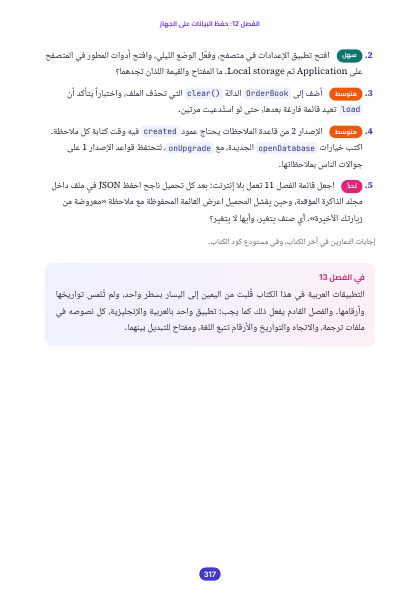 الفصل 12: حفظ البيانات على الجهاز
2. سهل افتح تطبيق الإعدادات في متصفح، وفعّل الوضع الليلي، وافتح أدوات المطور في المتصفح
على Application ثم Local storage. ما المفتاح والقيمة اللذان تجدهما؟
3. متوسط أضف إلى OrderBook الدالة clear() التي تحذف الملف، واختباراً يتأكد أن
load تعيد قائمة فارغة بعدها، حتى لو استُدعيت مرتين.
4. متوسط الإصدار 2 من قاعدة الملاحظات يحتاج عمود created فيه وقت كتابة كل ملاحظة.
اكتب خيارات openDatabase الجديدة، مع onUpgrade، لتحتفظ قواعد الإصدار 1 على
جوالات الناس بملاحظاتها.
5. تحدٍّ اجعل قائمة الفصل 11 تعمل بلا إنترنت: بعد كل تحميل ناجح احفظ JSON في ملف داخل
مجلد الذاكرة المؤقتة، وحين يفشل التحميل اعرض القائمة المحفوظة مع ملاحظة «معروضة من
زيارتك الأخيرة». أي صنف يتغير، وأيها لا يتغير؟
إجابات التمارين في آخر الكتاب، وفي مستودع كود الكتاب.
في الفصل 13
التطبيقات العربية في هذا الكتاب قُلبت من اليمين إلى اليسار بسطر واحد، ولم تُلمس تواريخها
وأرقامها. والفصل القادم يفعل ذلك كما يجب: تطبيق واحد بالعربية والإنجليزية، كل نصوصه في
ملفات ترجمة، والاتجاه والتواريخ والأرقام تتبع اللغة، ومفتاح للتبديل بينهما.
317